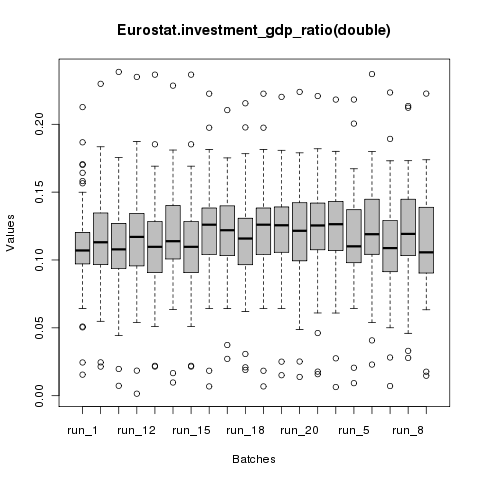 Eurostat.investment_gdp_ratio(double)
Values
0.20
0.15
0.10
0.05
0.00
run_1 run_12 run_15 run_18 run_20 run_5 run_8
Batches